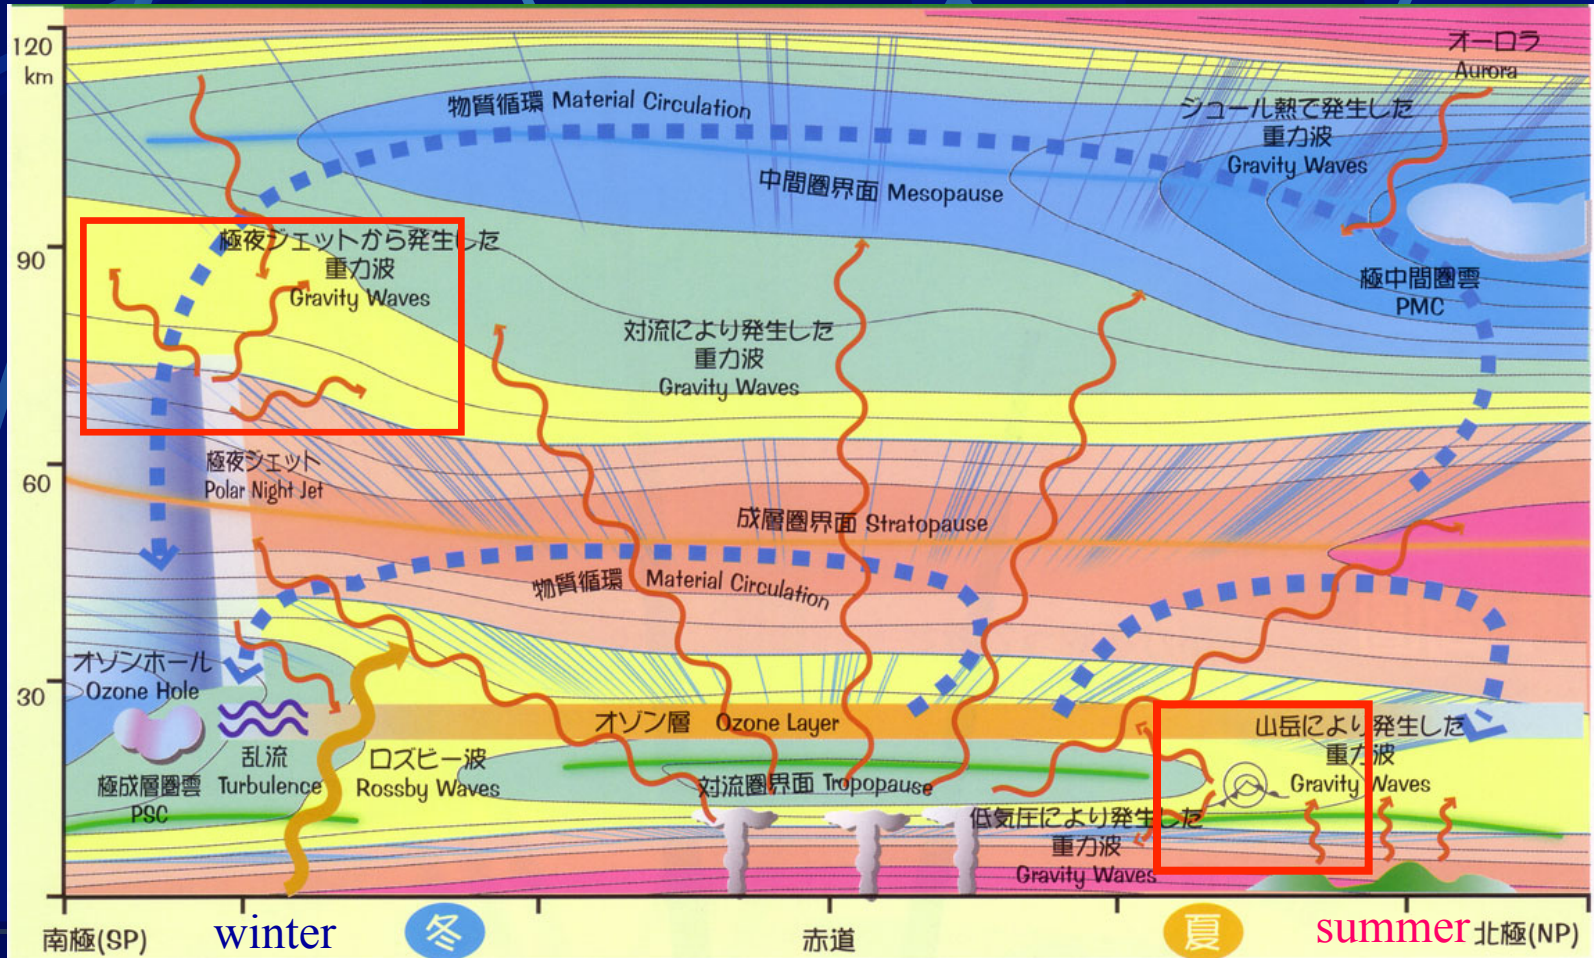 120
km
90
60
30
オーロラ
Aurora
物質循環 Material Circulation
ジュール熱で発生した
重力波
Gravity Waves
中間圏界面 Mesopause
極夜ジェットから発生した
重力波
Gravity Waves
極中間圏雲
PMC
対流により発生した
重力波
Gravity Waves
極夜ジェット
Polar Night Jet
成層圏界面 Stratopause
物質循環 Material Circulation
オゾンホール
Ozone Hole
オゾン層 Ozone Layer
山岳により発生した
重力波
Gravity Waves
乱流
Turbulence
ロズビー波
Rossby Waves
極成層圏雲
PSC
対流圏界面 Tropopause
低気圧により発生した
重力波
Gravity Waves
南極(SP)
winter
冬
赤道
夏
summer
北極(NP)